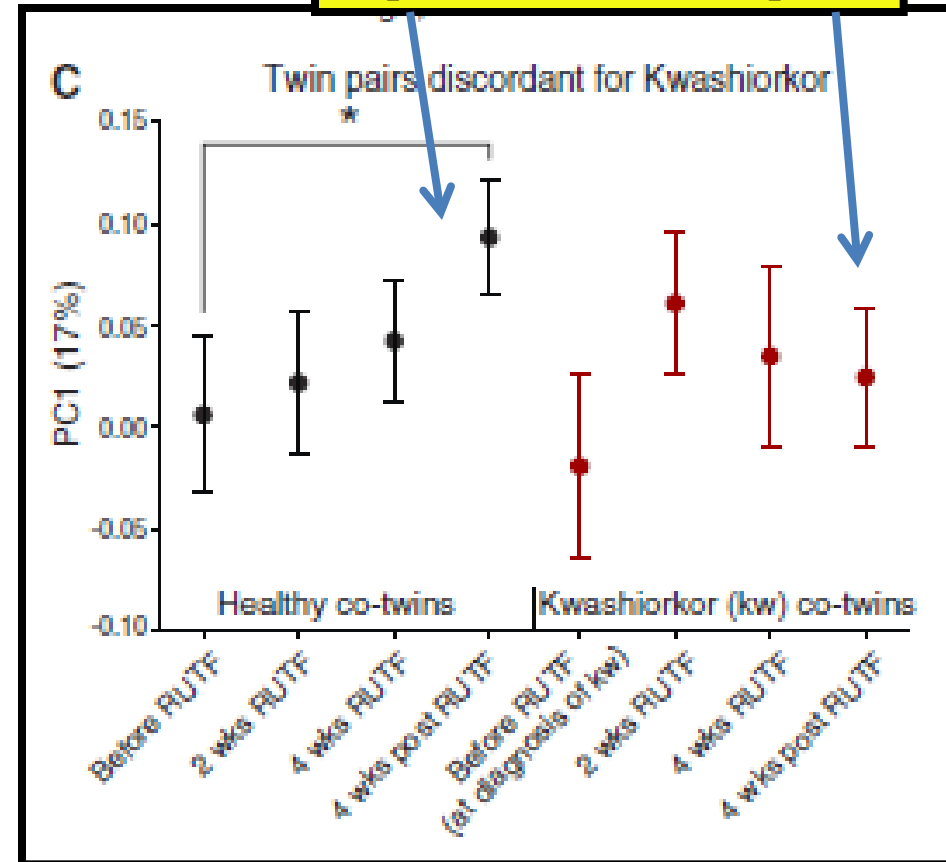 C
Twin pairs discordant for Kwashiorkor
*
0.15
0.10
0.05
0.00
-0.05
-0.10
PC1 (17%)
Healthy co-twins
Kwashiorkor (kw) co-twins
Before RUTF
2 wks RUTF
4 wks RUTF
4 wks post RUTF
Before RUTF
(at diagnosis of kw)
2 wks RUTF
4 wks RUTF
4 wks post RUTF